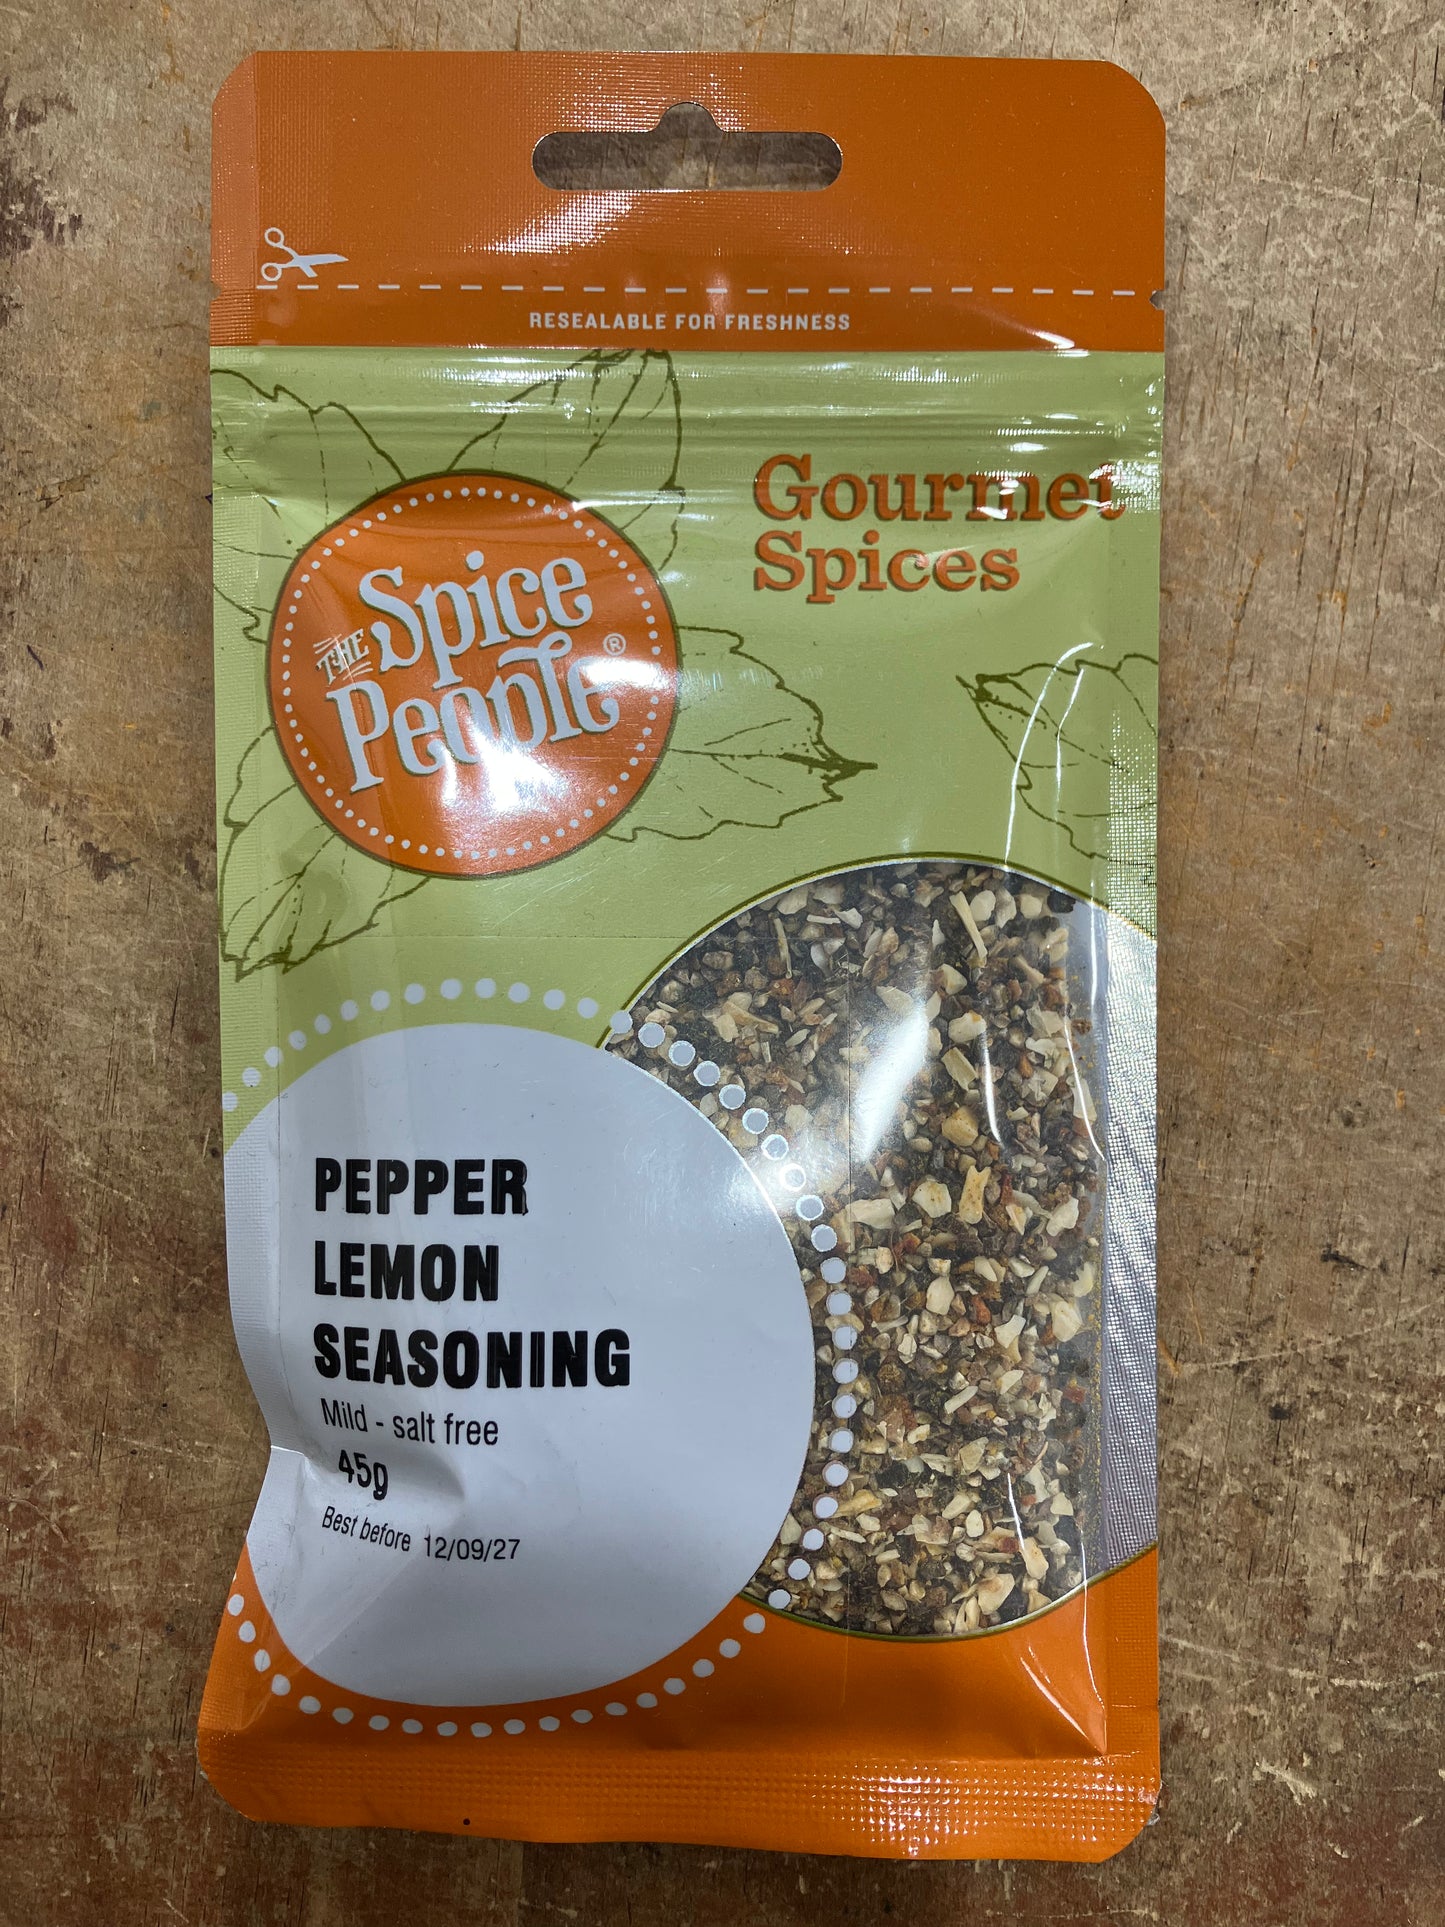 RESEALABLE FOR FRESHNESS
Gourmet
Spices
THE Spice
People®
PEPPER
LEMON
SEASONING
Mild - salt free
45g
Best before 12/09/27